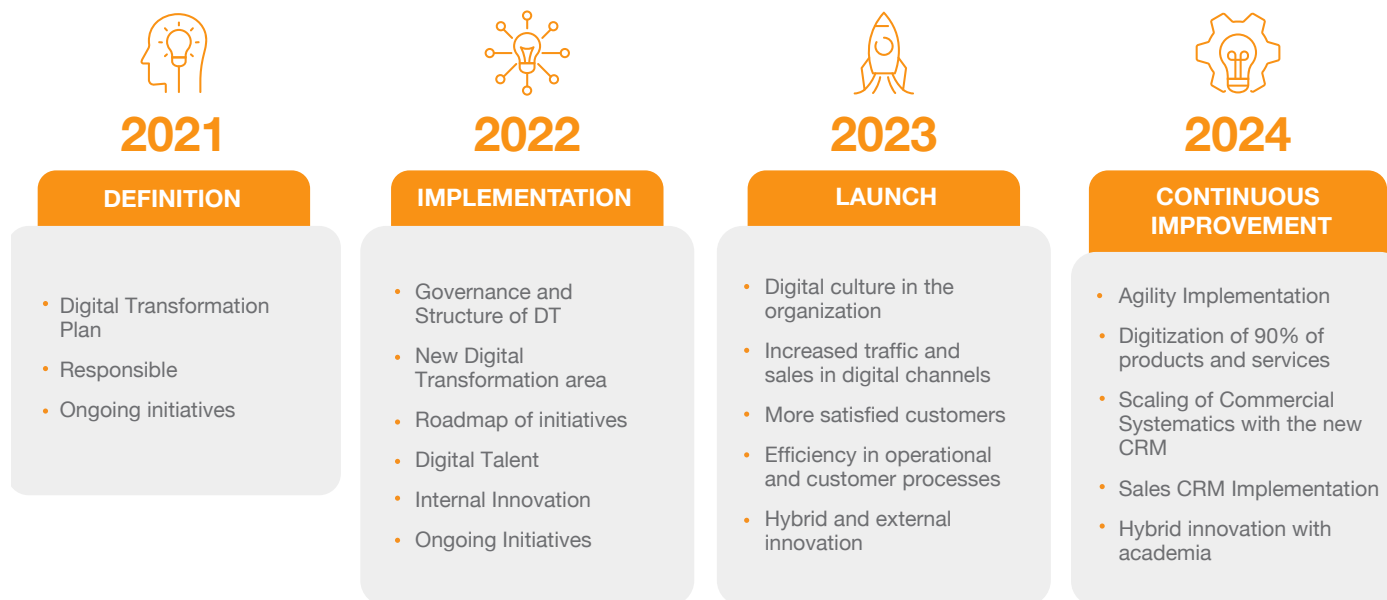 2021
DEFINITION
• Digital Transformation
Plan
• Responsible
• Ongoing initiatives
2022
IMPLEMENTATION
• Governance and
Structure of DT
• New Digital
Transformation area
• Roadmap of initiatives
• Digital Talent
• Internal Innovation
• Ongoing Initiatives
2023
LAUNCH
• Digital culture in the
organization
• Increased traffic and
sales in digital channels
• More satisfied customers
• Efficiency in operational
and customer processes
• Hybrid and external
innovation
2024
CONTINUOUS
IMPROVEMENT
• Agility Implementation
• Digitization of 90% of
products and services
• Scaling of Commercial
Systematics with the new
CRM
• Sales CRM Implementation
• Hybrid innovation with
academia